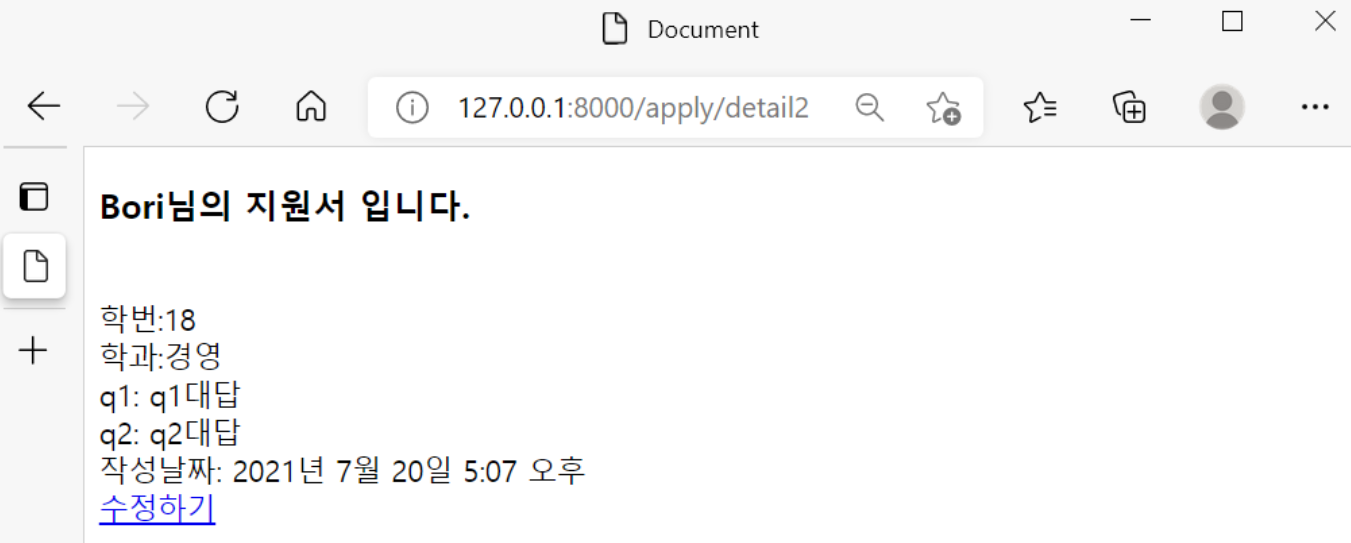 Document
127.0.0.1:8000/apply/detail2
Bori님의 지원서 입니다.
학번:18
학과:경영
q1: q1대답
q2: q2대답
작성날짜: 2021년 7월 20일 5:07 오후
수정하기